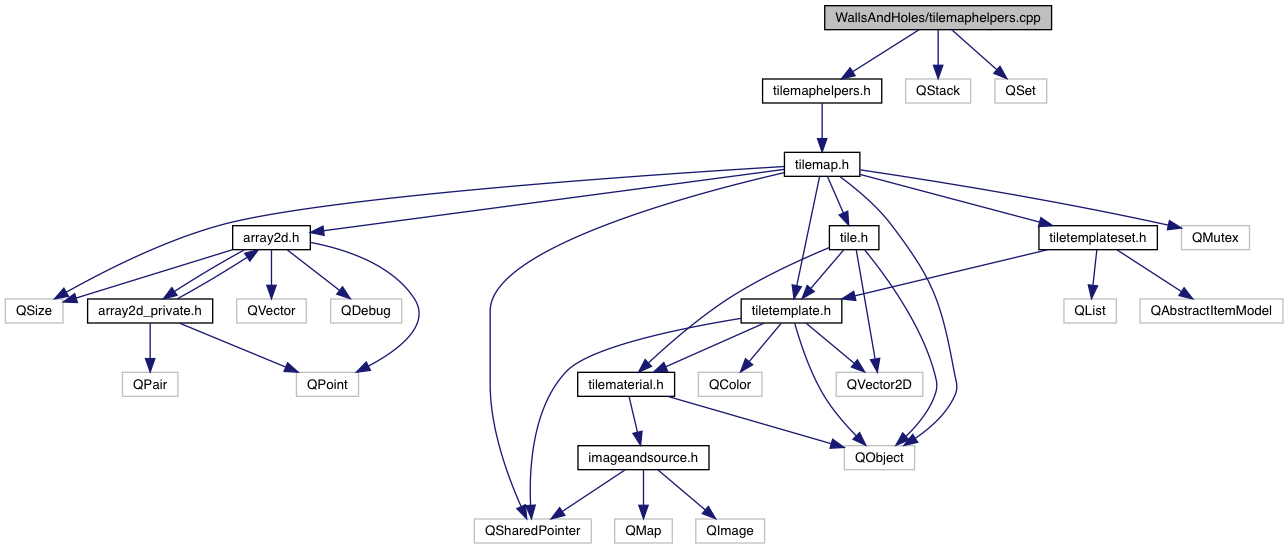 WallsAndHoles/tilemaphelpers.cpp
tilemaphelpers.h
QStack
QSet
tilemap.h
array2d.h
tile.h
tiletemplateset.h
QMutex
QSize
array2d_private.h
QVector
QDebug
tiletemplate.h
QList
QAbstractItemModel
QPair
QPoint
tilematerial.h
QColor
QVector2D
imageandsource.h
QObject
QSharedPointer
QMap
QImage